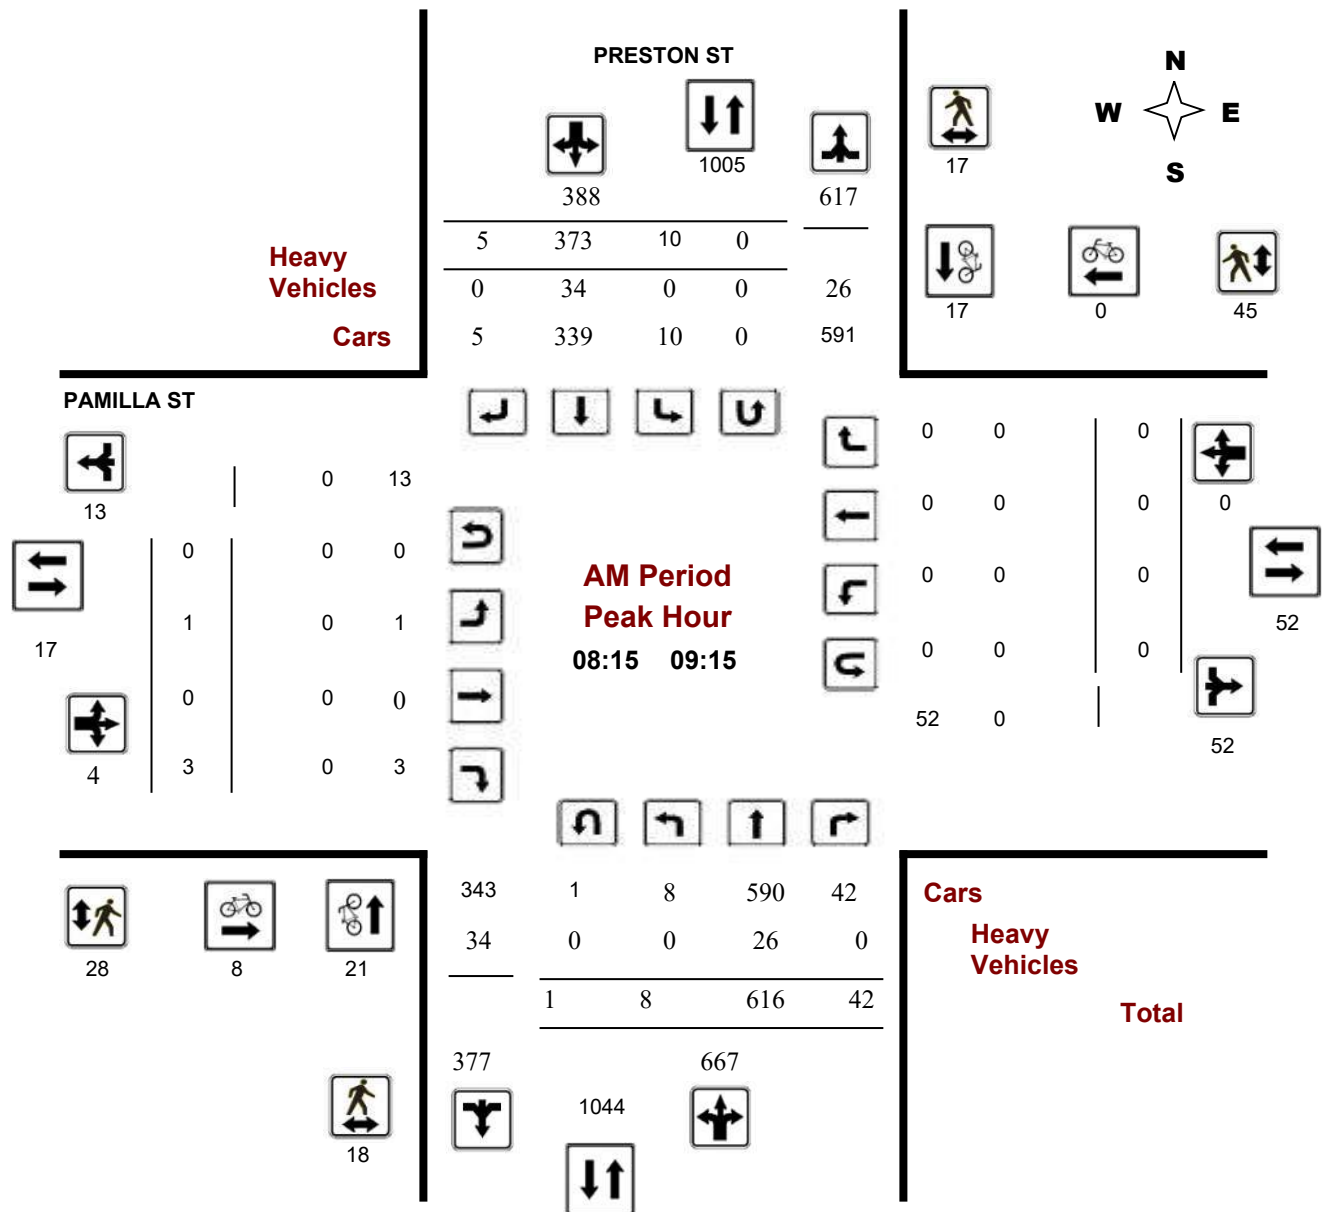 PRESTON ST
N
W E
S
1005
17
388
617
5 373 10 0
Heavy
Vehicles
0 34 0 0 26
17 0 45
Cars
5 339 10 0 591
PAMILLA ST
0 0 0
0 13
13
0 0 0 0
0 0 0
AM Period
Peak Hour
08:15 09:15
0 0 0
52
1 0 1
17
0 0 0
0 0 0
52 0
52
4
3 0 3
343 1 8 590 42
Cars
34 0 0 26 0
Heavy
Vehicles
28 8 21
1 8 616 42
Total
377 667
1044
18